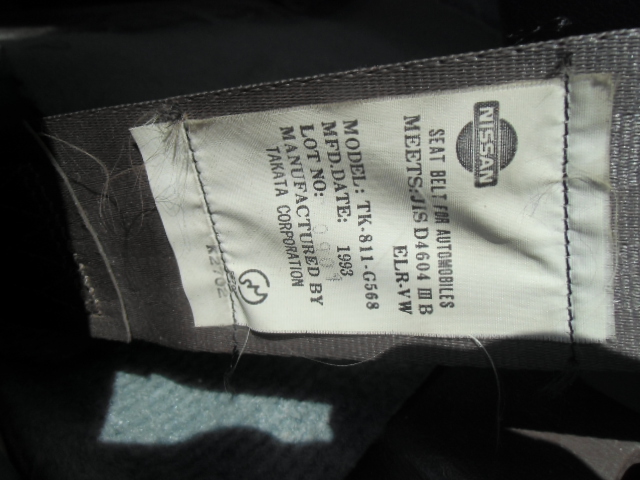 NISSAN
SEAT BELT FOR AUTOMOBILES
MEETS:JIS D4604 III B
ELR-VW
MODEL: TK-811-G568
MFD.DATE: 1993
LOT NO:
MANUFACTURED BY
TAKATA CORPORATION
K2702